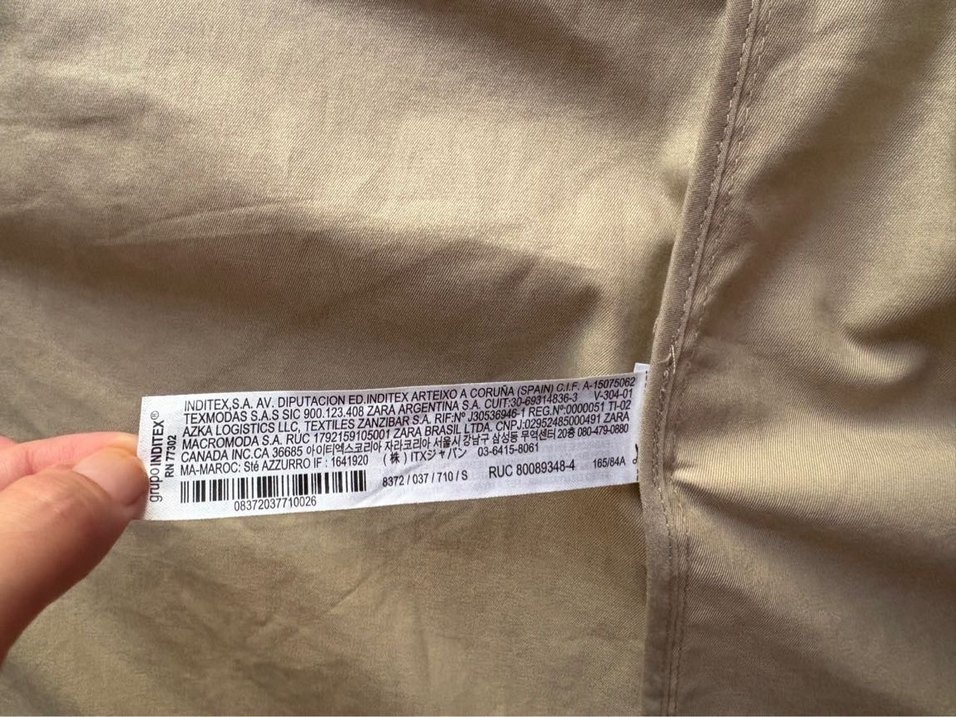 grupo INDITEX®
RN 77302
INDITEX,S.A. AV. DIPUTACION ED.INDITEX ARTEIXO A CORUÑA (SPAIN) C.I.F. A-15075062
TEXMODAS S.A.S SIC 900.123.408 ZARA ARGENTINA S.A. CUIT:30-69314836-3 V-304-01
AZKA LOGISTICS LLC, TEXTILES ZANZIBAR S.A. RIF.Nº J30536946-1 REG.Nº:0000051 TI-02
MACROMODA S.A. RUC 1792159105001 ZARA BRASIL LTDA. CNPJ:02952485000491 ZARA
CANADA INC.CA 36685 아이티엑스코리아 자라코리아 서울시 강남구 삼성동 무역센터 20층 080-479-0880
MA-MAROC: Sté AZZURRO IF : 1641920 (株) ITXジャパン 03-6415-8061
8372 / 037 / 710 / S RUC 80089348-4 165/84A
08372037710026